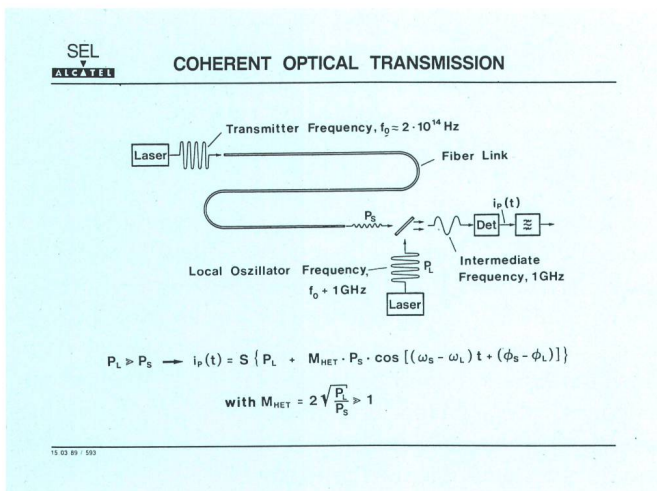 SEL
ALCATEL
COHERENT OPTICAL TRANSMISSION
Transmitter Frequency, f₀ ≈ 2 · 10¹⁴ Hz
Laser
Fiber Link
iₚ(t)
Pₛ
Det
Local Oszillator Frequency,
f₀ + 1GHz
P_L
Intermediate
Frequency, 1GHz
Laser
P_L ≫ P_S → i_P(t) = S { P_L + M_HET · P_S · cos [(ω_S - ω_L) t + (ϕ_S - ϕ_L)]}
with M_HET = 2 √(P_L/P_S) ≫ 1
15 03 89 / 593